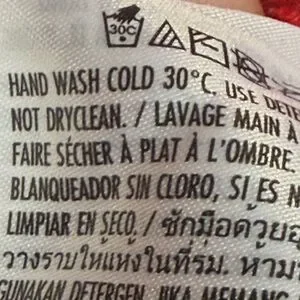 30C
HAND WASH COLD 30°C. USE DETE
NOT DRYCLEAN. / LAVAGE MAIN À
FAIRE SÉCHER À PLAT À L'OMBRE.
BLANQUEADOR SIN CLORO, SI ES N
LIMPIAR EN SECO. / ซักมือด้วยอ
วางราบให้แห้งในที่ร่ม. ห้าม
GUNAKAN DETERGEN, JIKA MEMANG